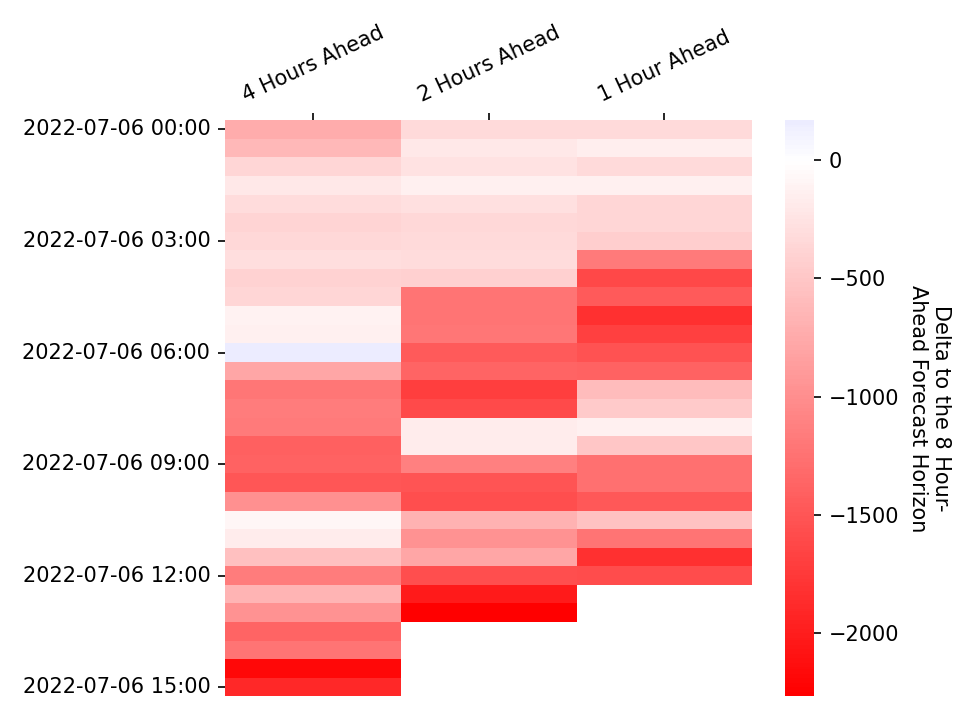 4 Hours Ahead
2 Hours Ahead
1 Hour Ahead
2022-07-06 00:00
2022-07-06 03:00
2022-07-06 06:00
2022-07-06 09:00
2022-07-06 12:00
2022-07-06 15:00
0
−500
−1000
−1500
−2000
Delta to the 8 Hour-
Ahead Forecast Horizon